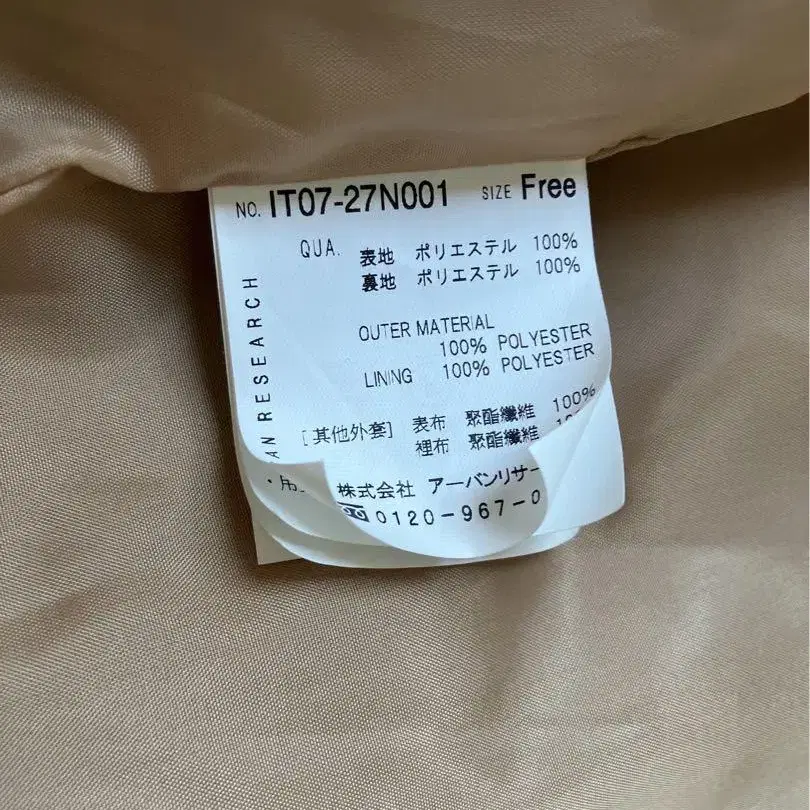 NO. IT07-27N001 SIZE Free
QUA. 表地 ポリエステル 100%
裏地 ポリエステル 100%
OUTER MATERIAL
100% POLYESTER
LINING 100% POLYESTER
[其他外套] 表布 聚酯纖維 100%
裡布 聚酯纖維
株式会社 アーバンリサー
0120-967-0
AN RESEARCH